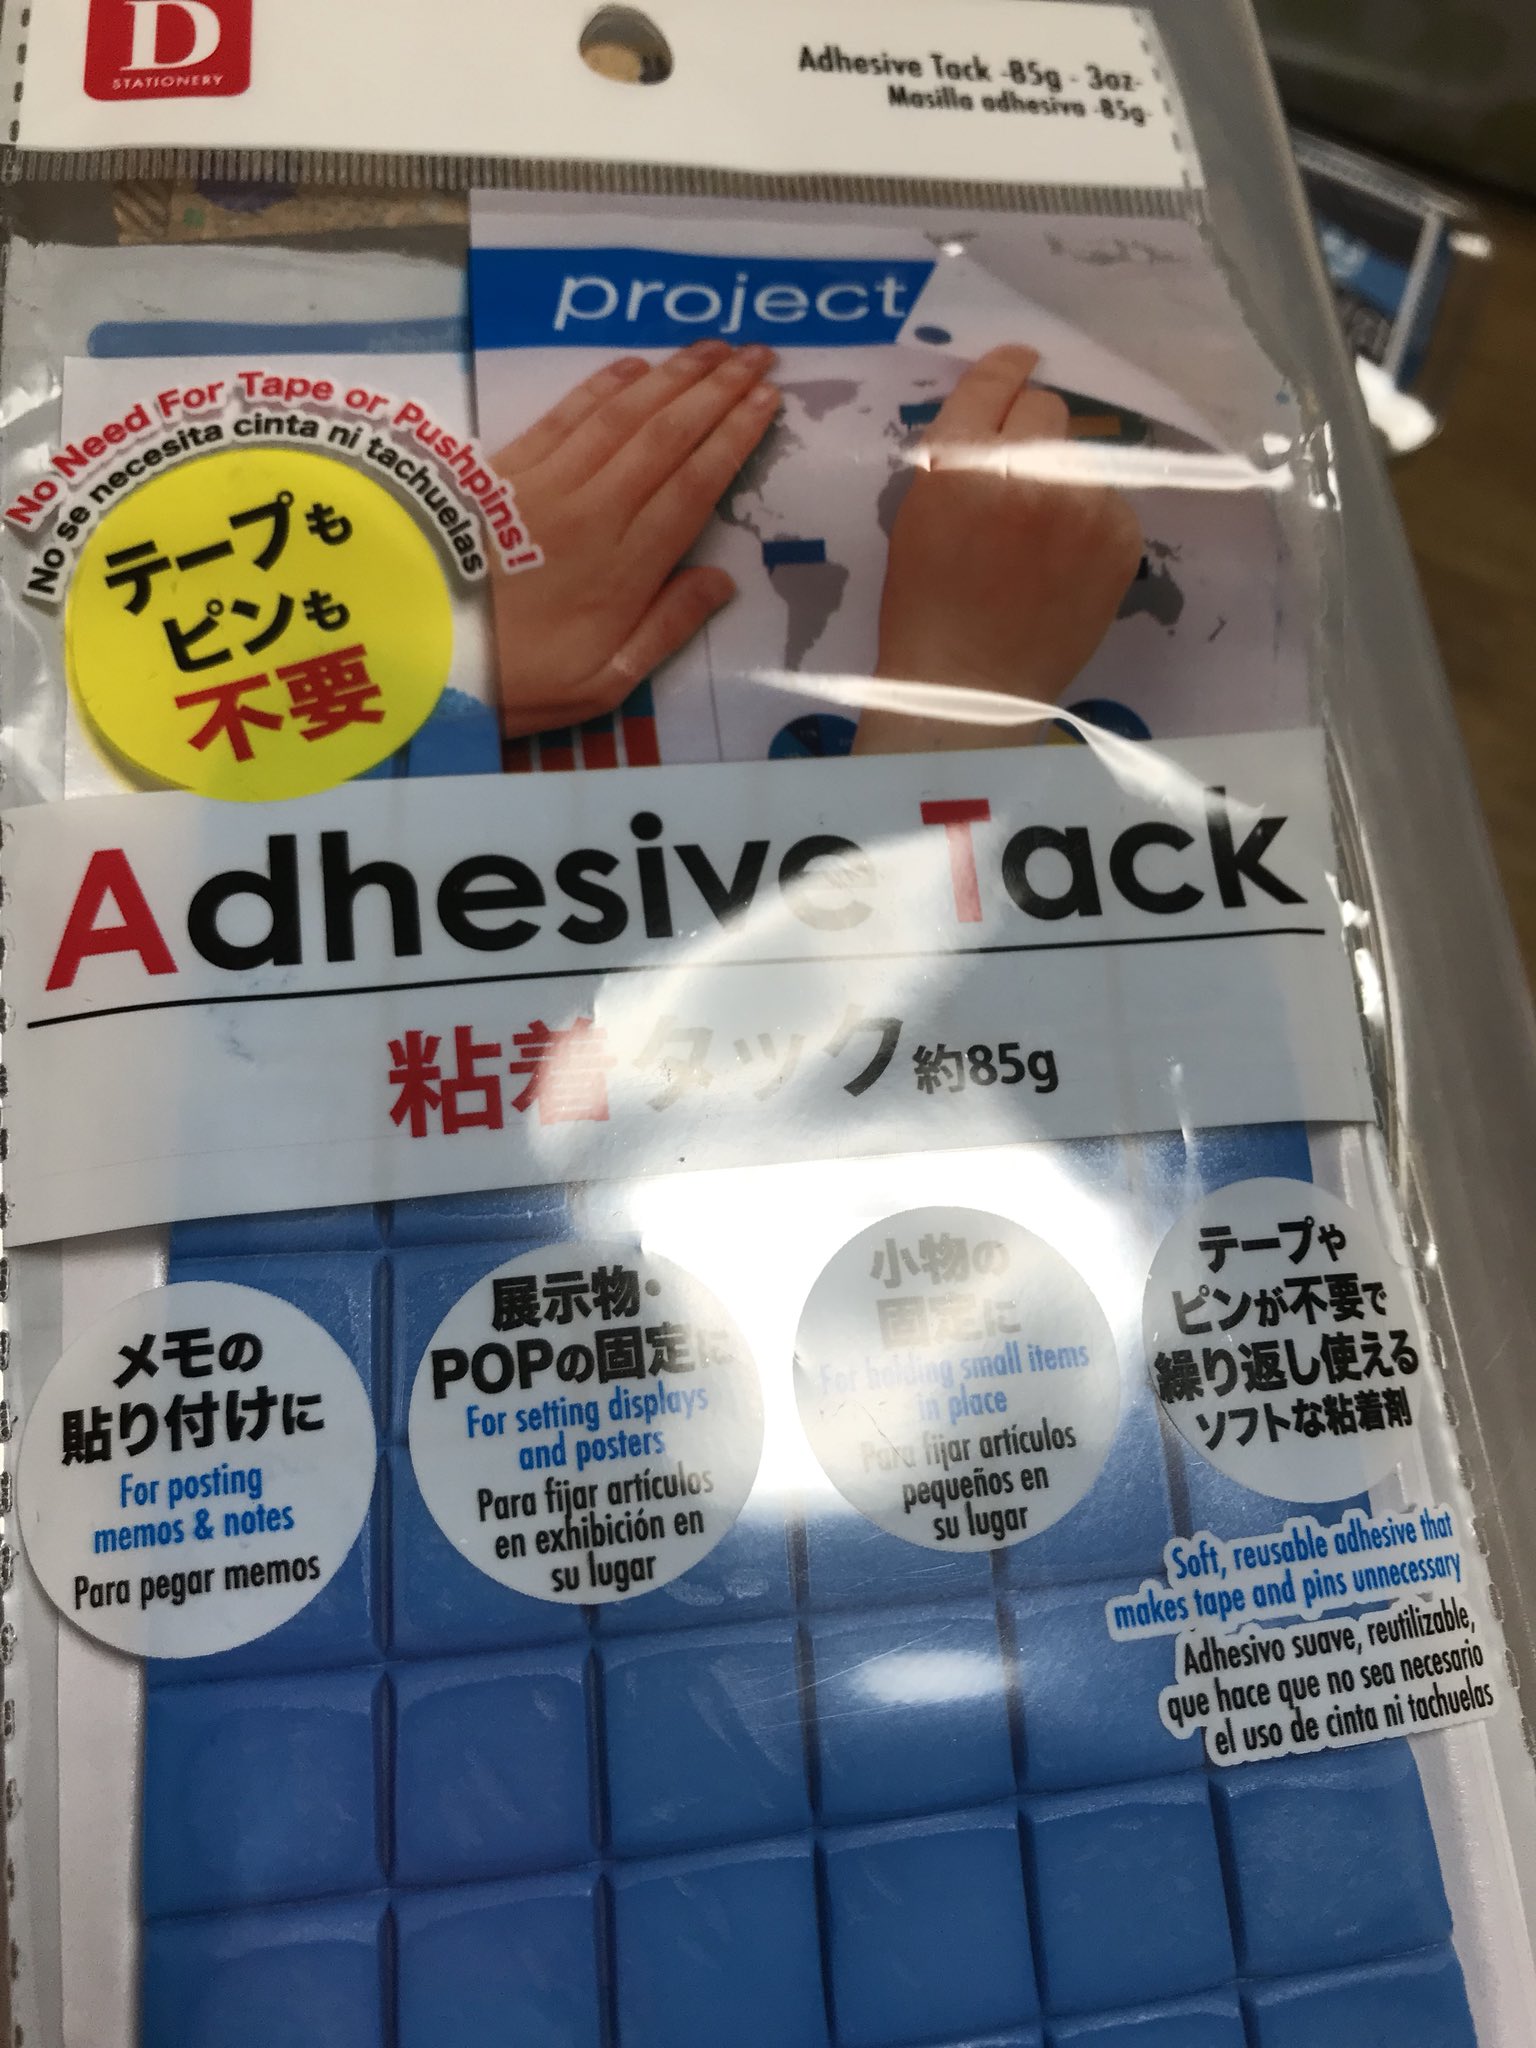 D
STATIONERY
Adhesive Tack -85g - 3oz-
Masilla adhesiva -85g-
project
No Need For Tape or Pushpins!
No se necesita cinta ni tachuelas
テープも
ピンも
不要
Adhesive Tack
粘着タック約85g
メモの
貼り付けに
For posting
memos & notes
Para pegar memos
展示物・
POPの固定に
For setting displays
and posters
Para fijar artículos
en exhibición en
su lugar
小物の
固定に
For holding small items
in place
Para fijar artículos
pequeños en
su lugar
テープや
ピンが不要で
繰り返し使える
ソフトな粘着剤
Soft, reusable adhesive that
makes tape and pins unnecessary
Adhesivo suave, reutilizable,
que hace que no sea necesario
el uso de cinta ni tachuelas